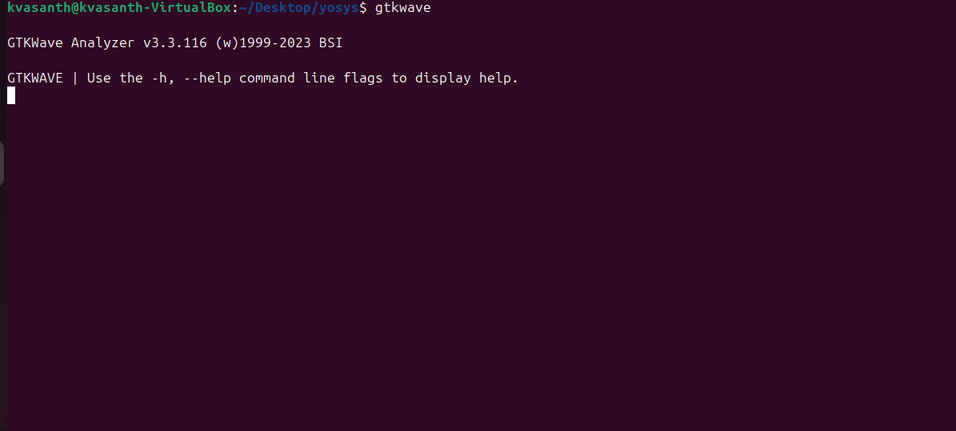 kvasanth@kvasanth-VirtualBox:~/Desktop/yosys$ gtkwave
GTKWave Analyzer v3.3.116 (w)1999-2023 BSI
GTKWAVE | Use the -h, --help command line flags to display help.